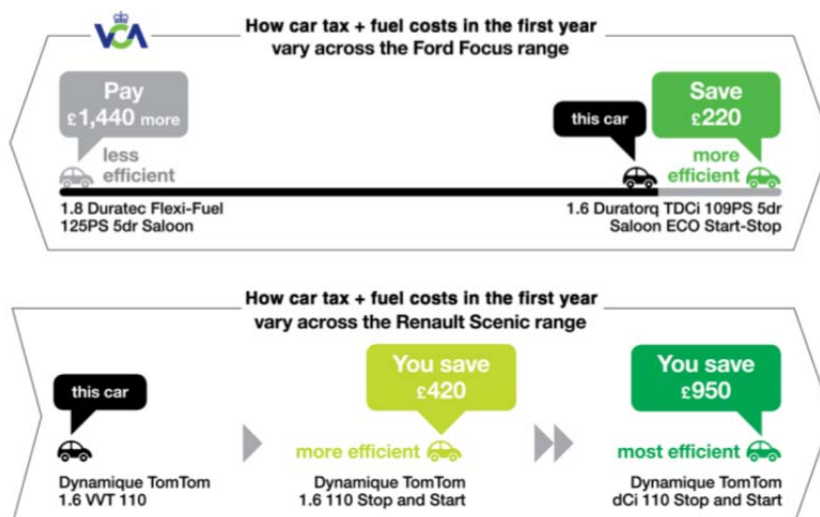 VCA
How car tax + fuel costs in the first year
vary across the Ford Focus range
Pay
£1,440 more
this car
Save
£220
less
efficient
more
efficient
1.8 Duratec Flexi-Fuel
125PS 5dr Saloon
1.6 Duratorq TDCi 109PS 5dr
Saloon ECO Start-Stop
How car tax + fuel costs in the first year
vary across the Renault Scenic range
this car
You save
£420
You save
£950
more efficient
most efficient
Dynamique TomTom
1.6 VVT 110
Dynamique TomTom
1.6 110 Stop and Start
Dynamique TomTom
dCi 110 Stop and Start